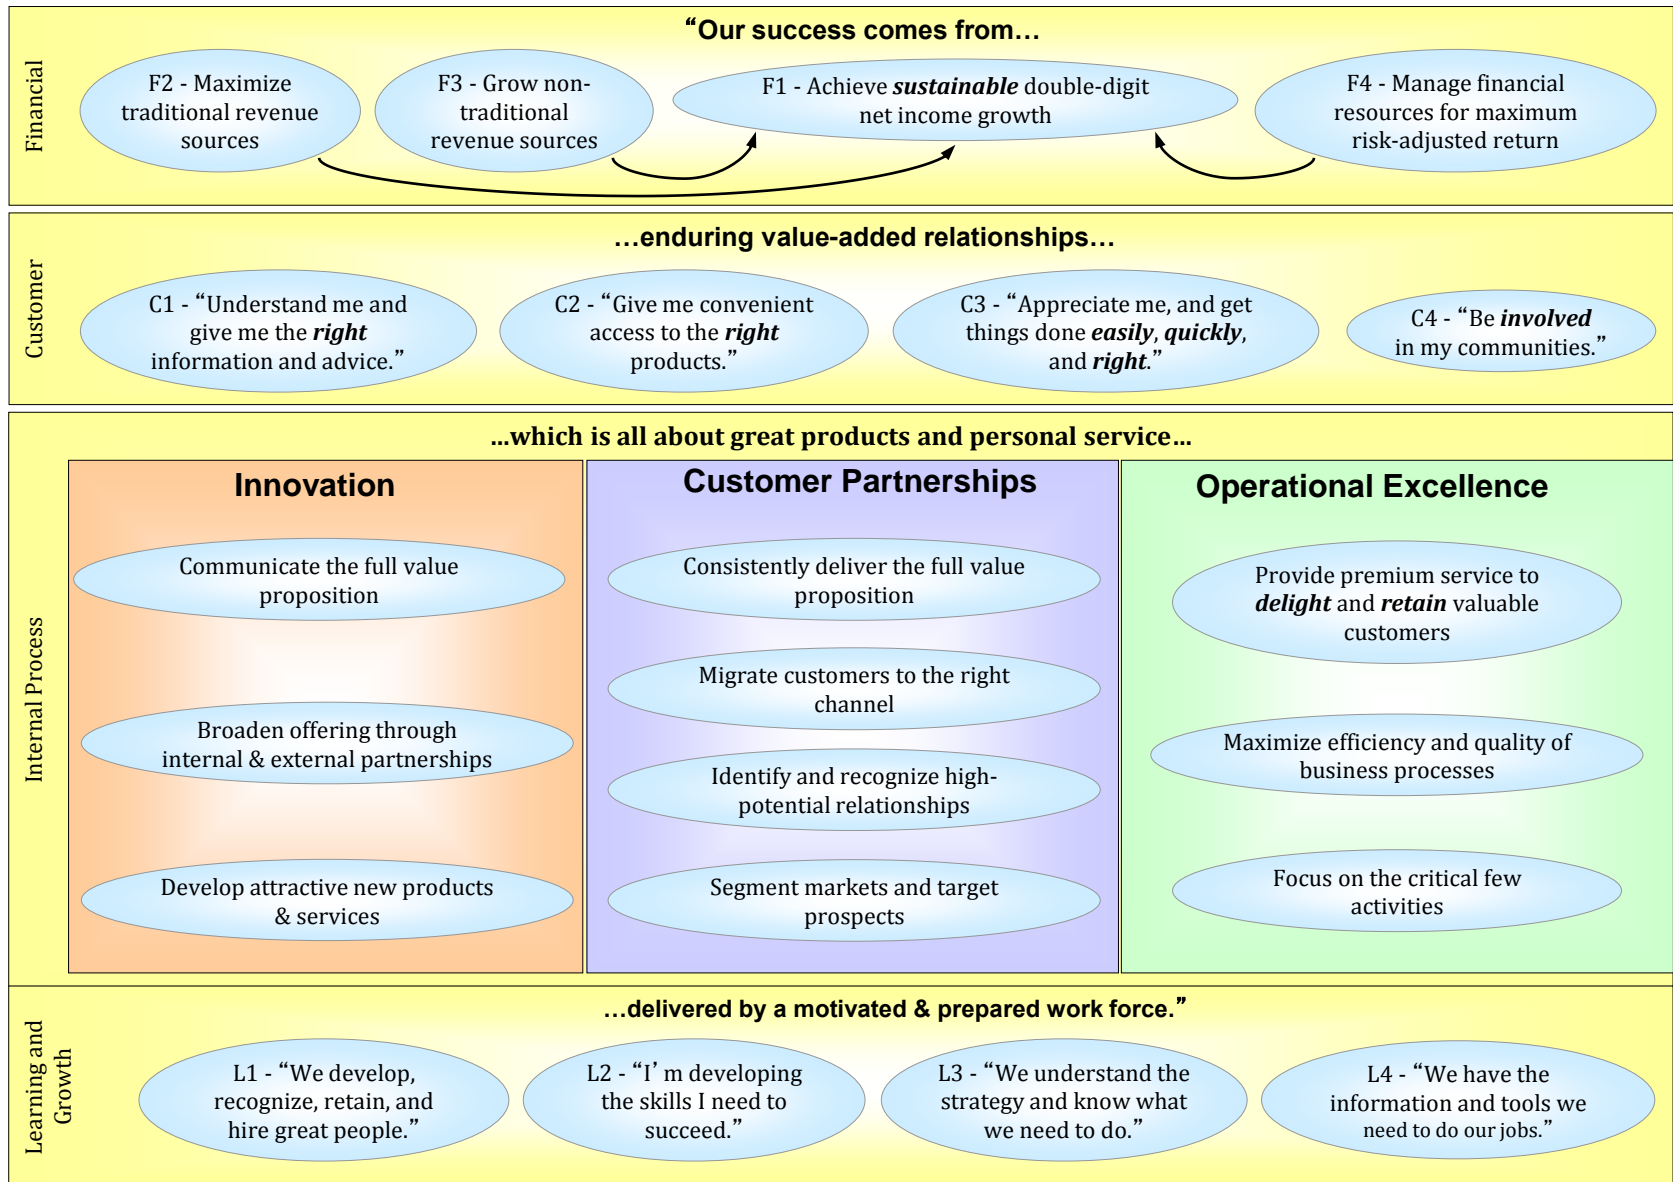 “Our success comes from…
Financial
F2 - Maximize
traditional revenue
sources
F3 - Grow non-
traditional
revenue sources
F1 - Achieve sustainable double-digit
net income growth
F4 - Manage financial
resources for maximum
risk-adjusted return
…enduring value-added relationships…
Customer
C1 - “Understand me and
give me the right
information and advice.”
C2 - “Give me convenient
access to the right
products.”
C3 - “Appreciate me, and get
things done easily, quickly,
and right.”
C4 - “Be involved
in my communities.”
…which is all about great products and personal service…
Internal Process
Innovation
Communicate the full value
proposition
Broaden offering through
internal & external partnerships
Develop attractive new products
& services
Customer Partnerships
Consistently deliver the full value
proposition
Migrate customers to the right
channel
Identify and recognize high-
potential relationships
Segment markets and target
prospects
Operational Excellence
Provide premium service to
delight and retain valuable
customers
Maximize efficiency and quality of
business processes
Focus on the critical few
activities
…delivered by a motivated & prepared work force.”
Learning and
Growth
L1 - “We develop,
recognize, retain, and
hire great people.”
L2 - “I’ m developing
the skills I need to
succeed.”
L3 - “We understand the
strategy and know what
we need to do.”
L4 - “We have the
information and tools we
need to do our jobs.”